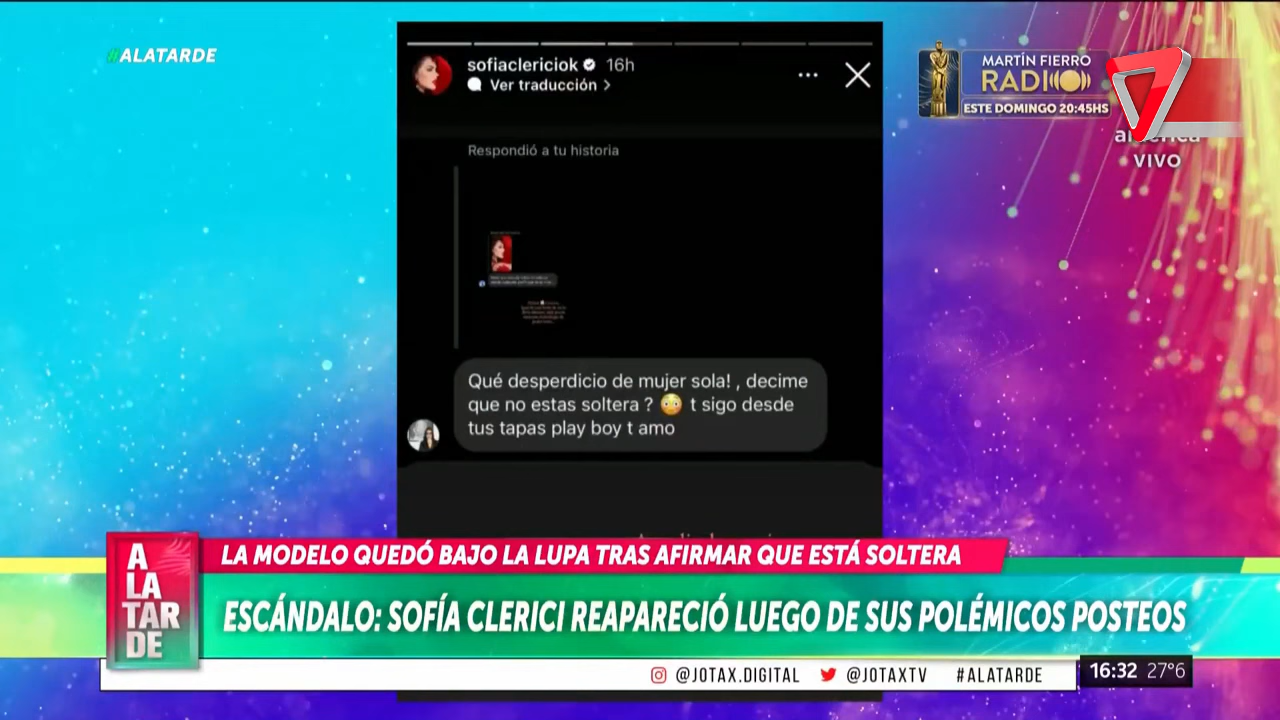 #ALATARDE
sofiaclericiok 16h
Ver traducción >
MARTÍN FIERRO
RADIO
ESTE DOMINGO 20:45HS
VIVO
Respondió a tu historia
Qué desperdicio de mujer sola! , decime
que no estas soltera ? 😳 t sigo desde
tus tapas play boy t amo
A
LA
TAR
DE
LA MODELO QUEDÓ BAJO LA LUPA TRAS AFIRMAR QUE ESTÁ SOLTERA
ESCÁNDALO: SOFÍA CLERICI REAPARECIÓ LUEGO DE SUS POLÉMICOS POSTEOS
@JOTAX.DIGITAL @JOTAXTV #ALATARDE
16:32 27°6